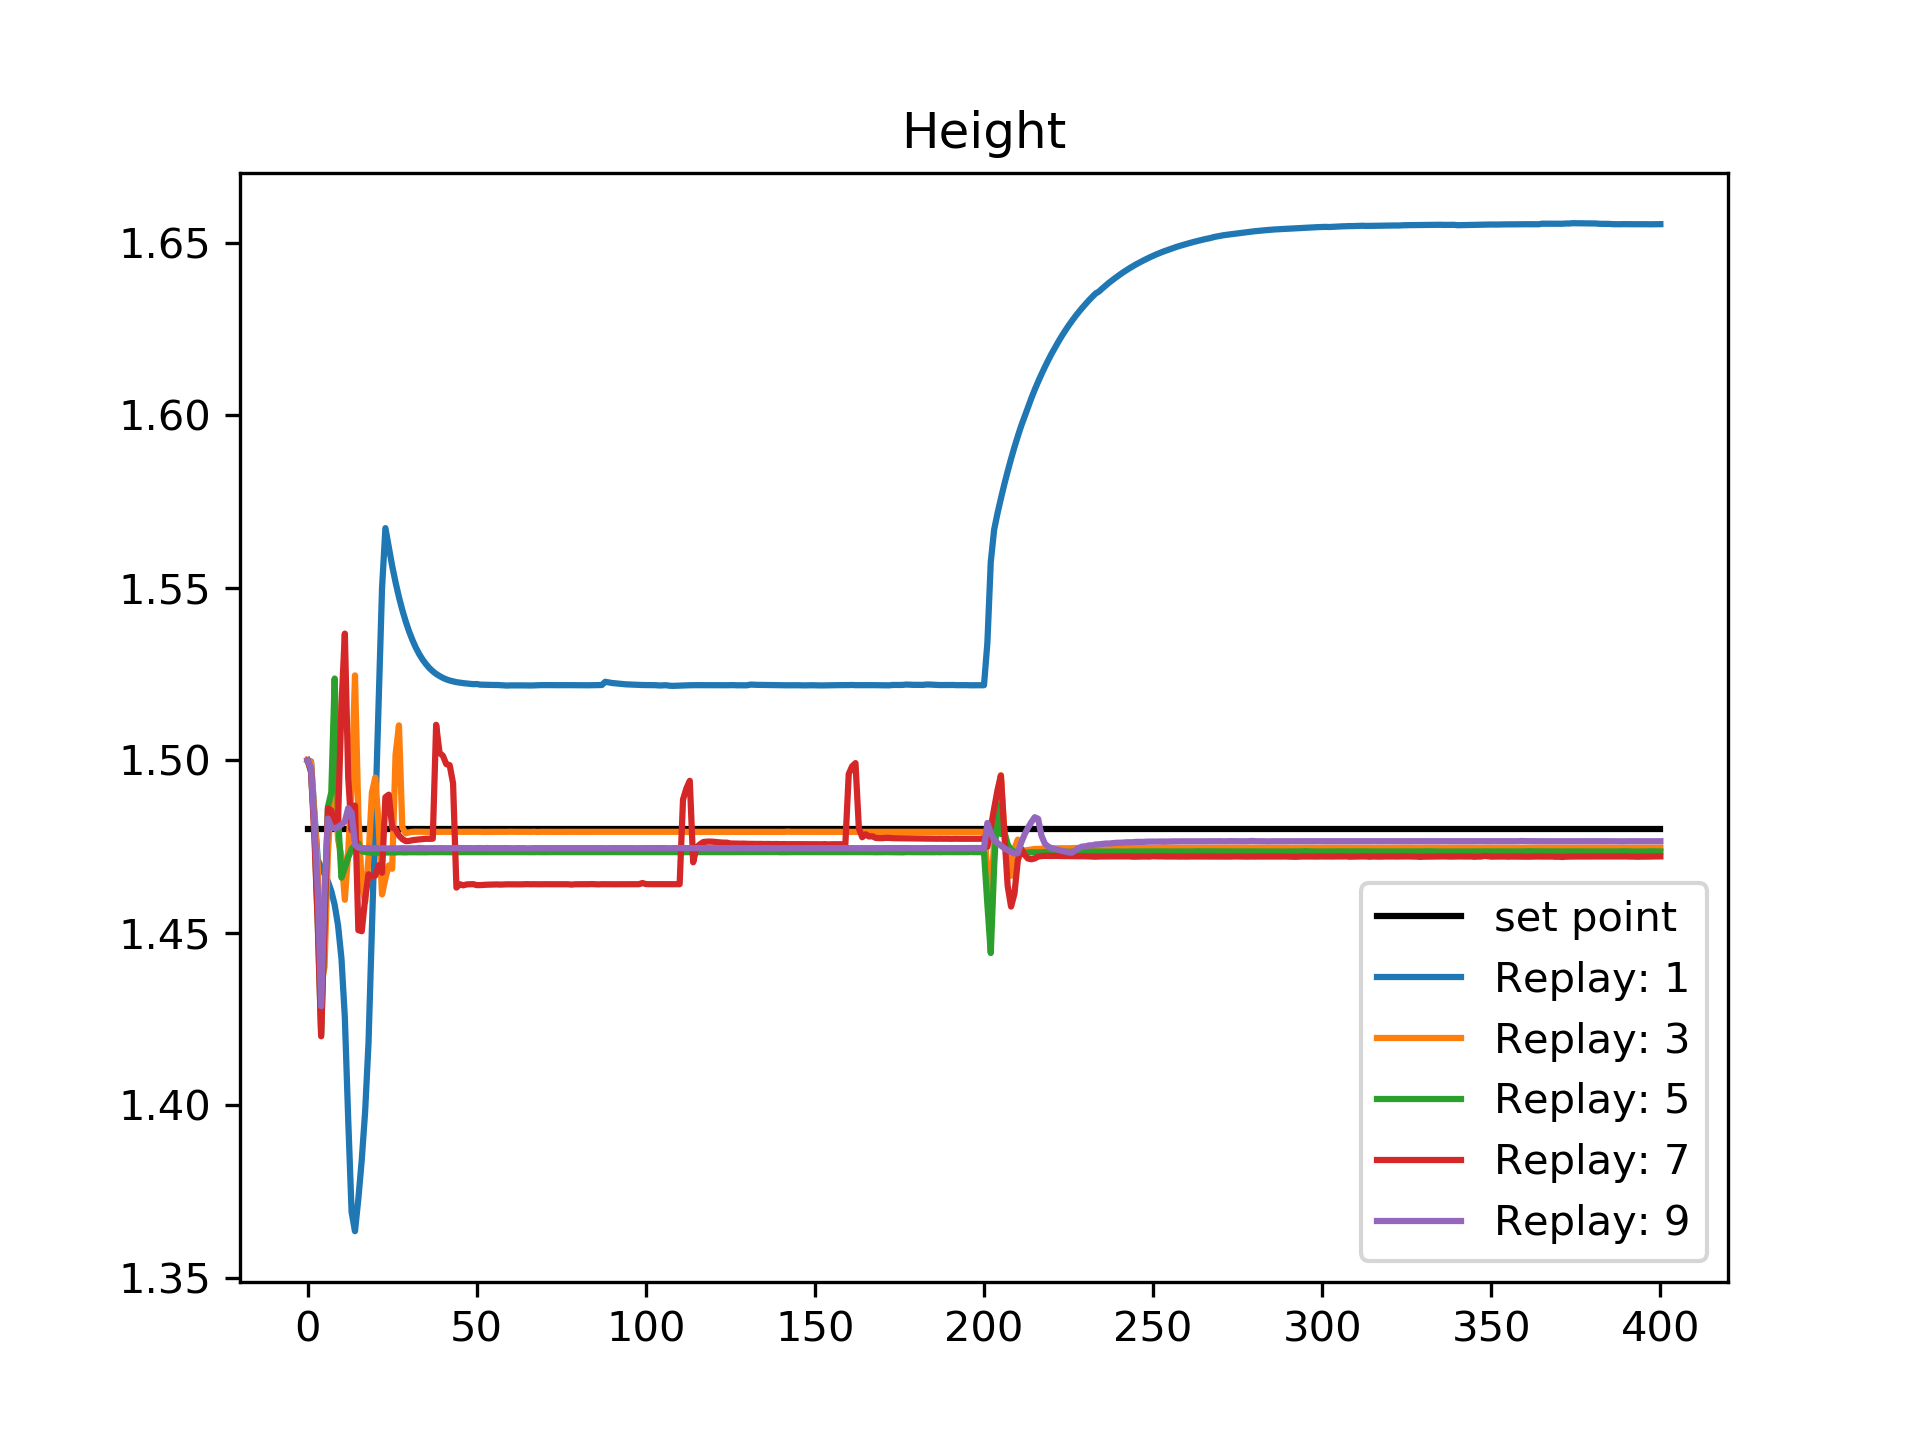 Height
1.65
1.60
1.55
1.50
1.45
1.40
1.35
0 50 100 150 200 250 300 350 400
set point
Replay: 1
Replay: 3
Replay: 5
Replay: 7
Replay: 9